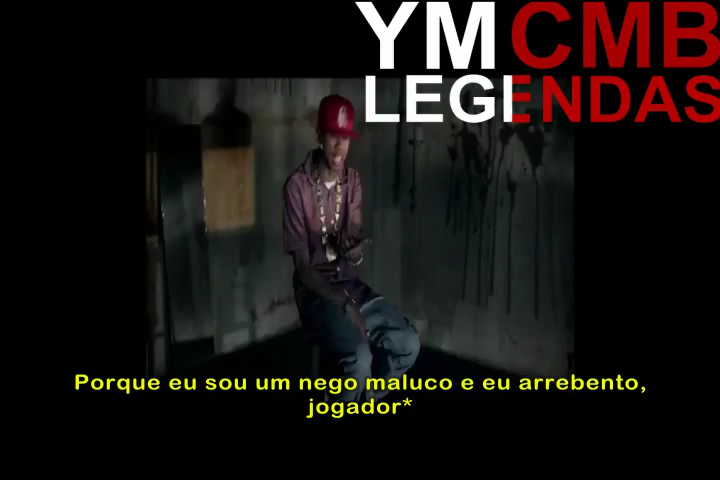 YMCMB
LEGENDAS
Porque eu sou um nego maluco e eu arrebento,
jogador*